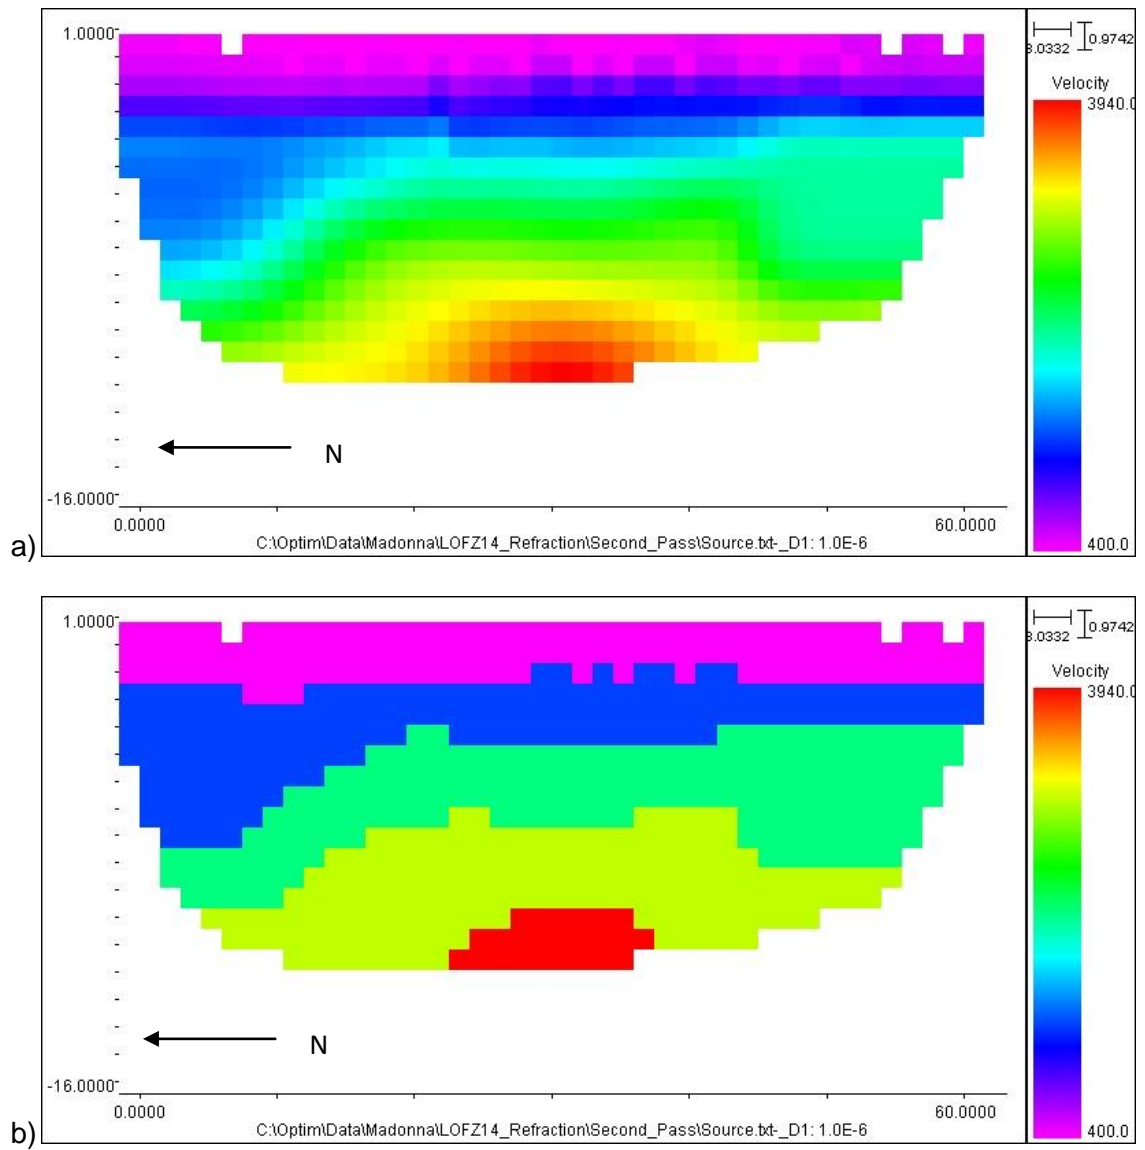 1.0000
0.9742
3.0332
Velocity
3940.0
N
-16.0000
400.0
0.0000
60.0000
a)
C:\Optim\Data\Madonna\LOFZ14_Refraction\Second_Pass\Source.txt-_D1: 1.0E-6
1.0000
0.9742
3.0332
Velocity
3940.0
N
-16.0000
400.0
0.0000
60.0000
b)
C:\Optim\Data\Madonna\LOFZ14_Refraction\Second_Pass\Source.txt-_D1: 1.0E-6